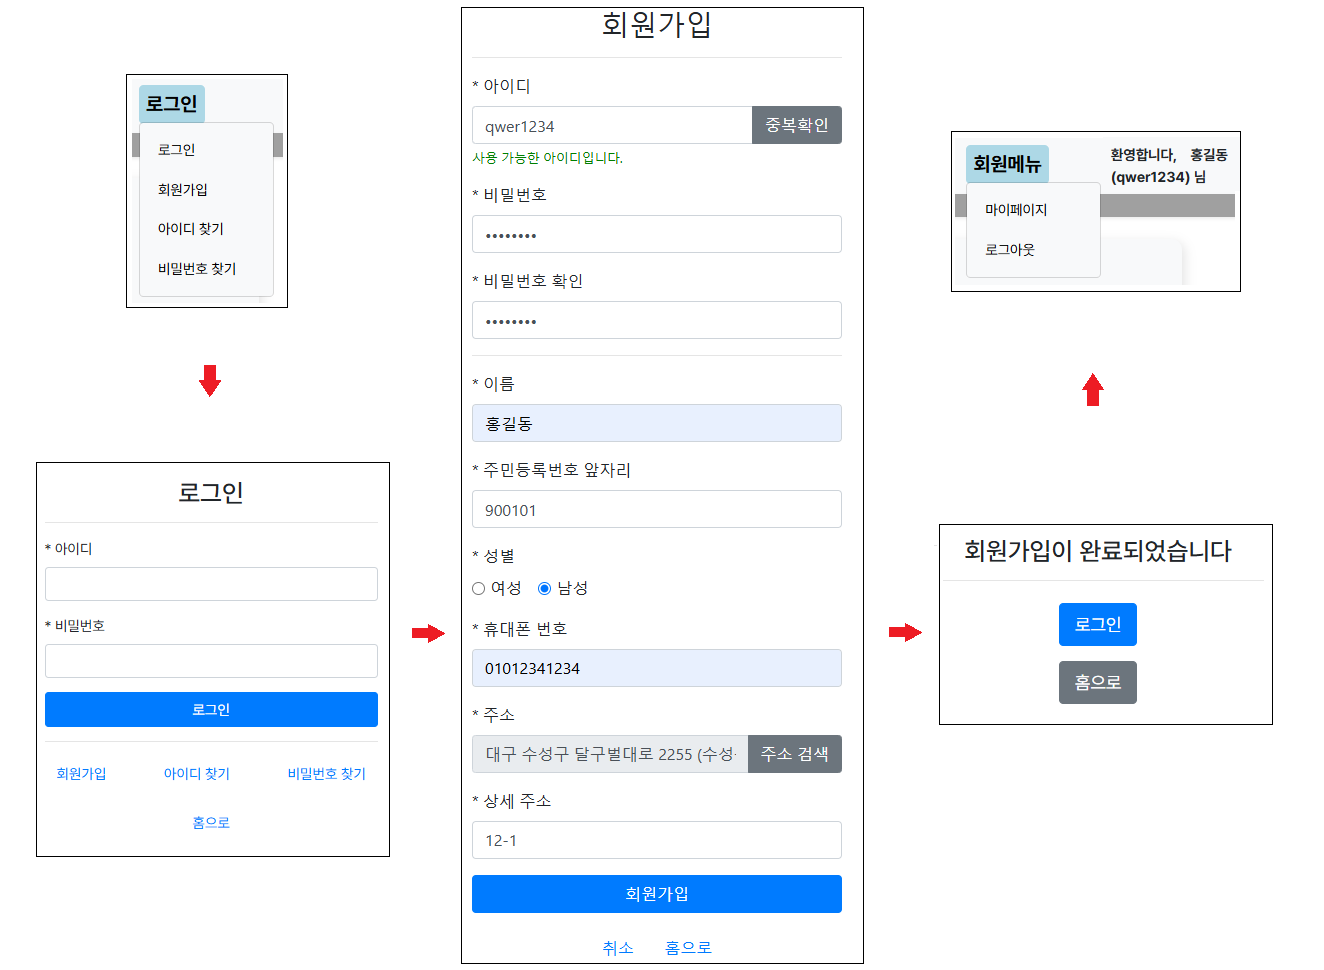 로그인
로그인
회원가입
아이디 찾기
비밀번호 찾기
로그인
* 아이디
* 비밀번호
로그인
회원가입 아이디 찾기 비밀번호 찾기
홈으로
회원가입
* 아이디
qwer1234 중복확인
사용 가능한 아이디입니다.
* 비밀번호
••••••••
* 비밀번호 확인
••••••••
* 이름
홍길동
* 주민등록번호 앞자리
900101
* 성별
여성 남성
* 휴대폰 번호
01012341234
* 주소
대구 수성구 달구벌대로 2255 (수성 주소 검색
* 상세 주소
12-1
회원가입
취소 홈으로
회원가입이 완료되었습니다
로그인
홈으로
회원메뉴
환영합니다, 홍길동
(qwer1234) 님
마이페이지
로그아웃